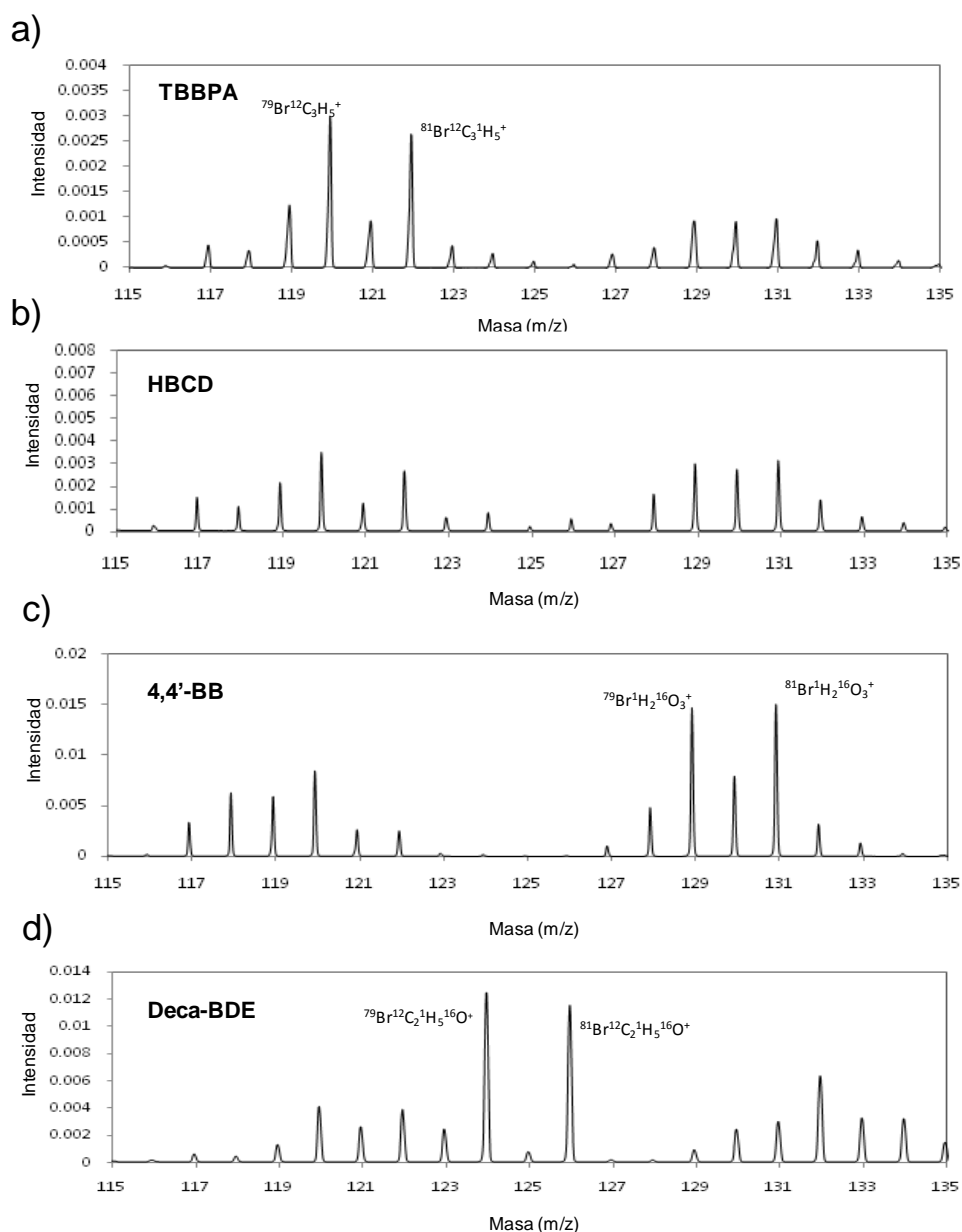 a)
0.004
0.0035
0.003
0.0025
0.002
0.0015
0.001
0.0005
0
Intensidad
TBBPA
⁷⁹Br¹²C₃H₅⁺
⁸¹Br¹²C₃¹H₅⁺
115 117 119 121 123 125 127 129 131 133 135
Masa (m/z)
b)
0.008
0.007
0.006
0.005
0.004
0.003
0.002
0.001
0
Intensidad
HBCD
115 117 119 121 123 125 127 129 131 133 135
Masa (m/z)
c)
0.02
0.015
0.01
0.005
0
Intensidad
4,4’-BB
⁷⁹Br¹H₂¹⁶O₃⁺
⁸¹Br¹H₂¹⁶O₃⁺
115 117 119 121 123 125 127 129 131 133 135
Masa (m/z)
d)
0.014
0.012
0.01
0.008
0.006
0.004
0.002
0
Intensidad
Deca-BDE
⁷⁹Br¹²C₂¹H₅¹⁶O⁺
⁸¹Br¹²C₂¹H₅¹⁶O⁺
115 117 119 121 123 125 127 129 131 133 135
Masa (m/z)